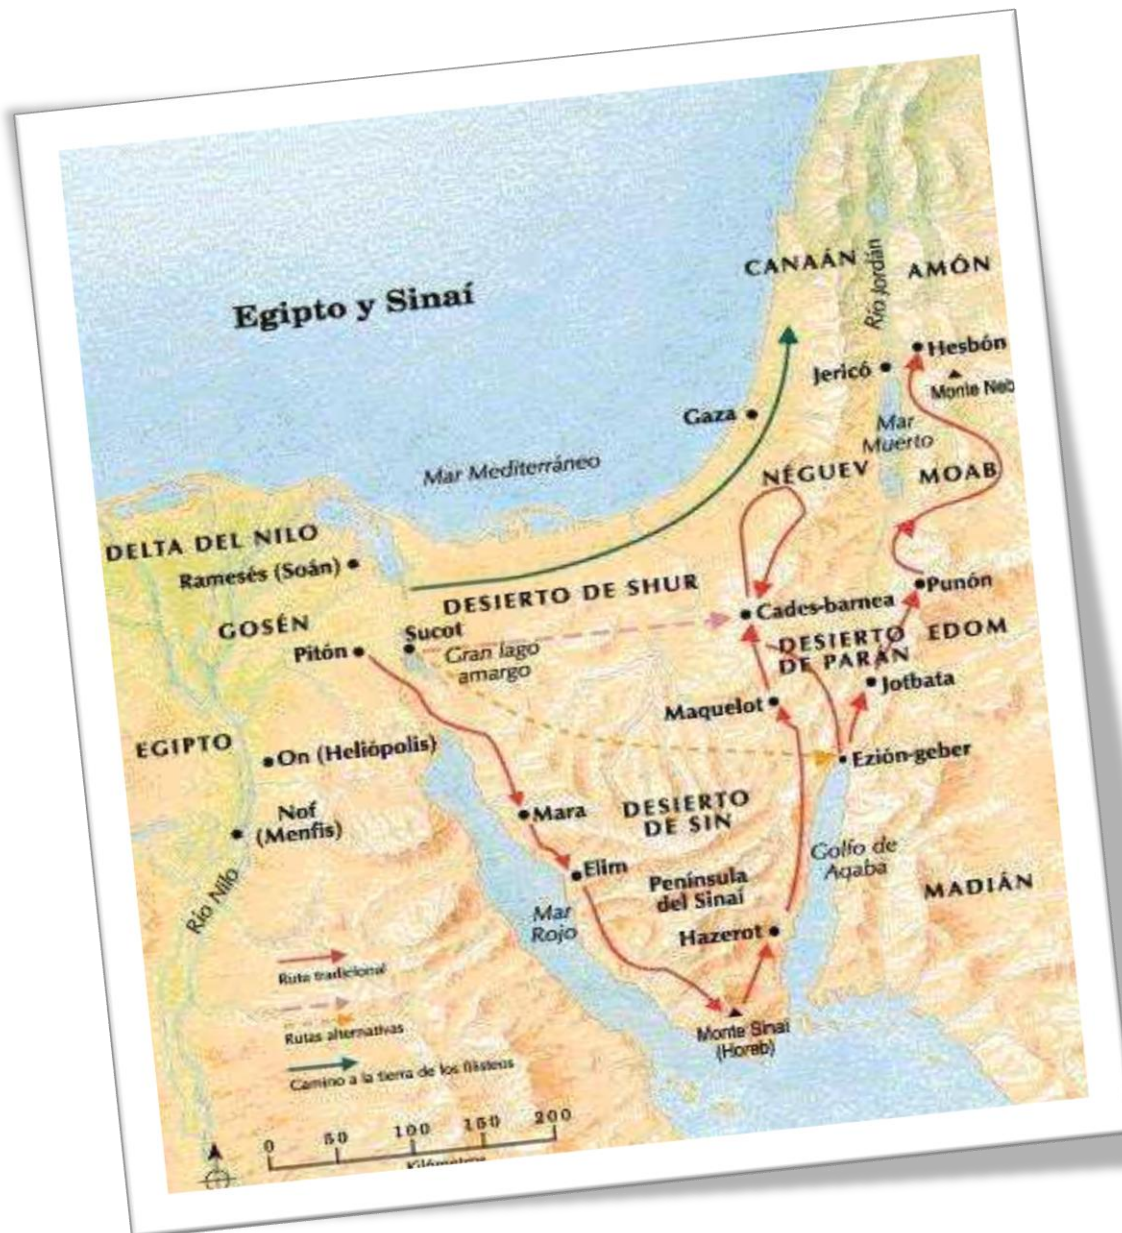 Egipto y Sinaí
CANAÁN
Río Jordán
AMÓN
Hesbón
Jericó
Monte Neb
Gaza
Mar
Muerto
Mar Mediterráneo
NÉGUEV
MOAB
DELTA DEL NILO
Ramesés (Soán)
DESIERTO DE SHUR
Cades-barnea
Punón
GOSÉN
Sucot
Pitón
Gran lago
amargo
DESIERTO
DE PARÁN
EDOM
Jotbata
Maquelot
EGIPTO
On (Heliópolis)
Ezión-geber
Nof
(Menfis)
Mara
DESIERTO
DE SIN
Elim
Golfo de
Aqaba
Península
del Sinaí
MADIÁN
Río Nilo
Mar
Rojo
Hazerot
Ruta tradicional
Monte Sinaí
(Horeb)
Rutas alternativas
Camino a la tierra de los filisteos
0 50 100 150 200
Kilómetros